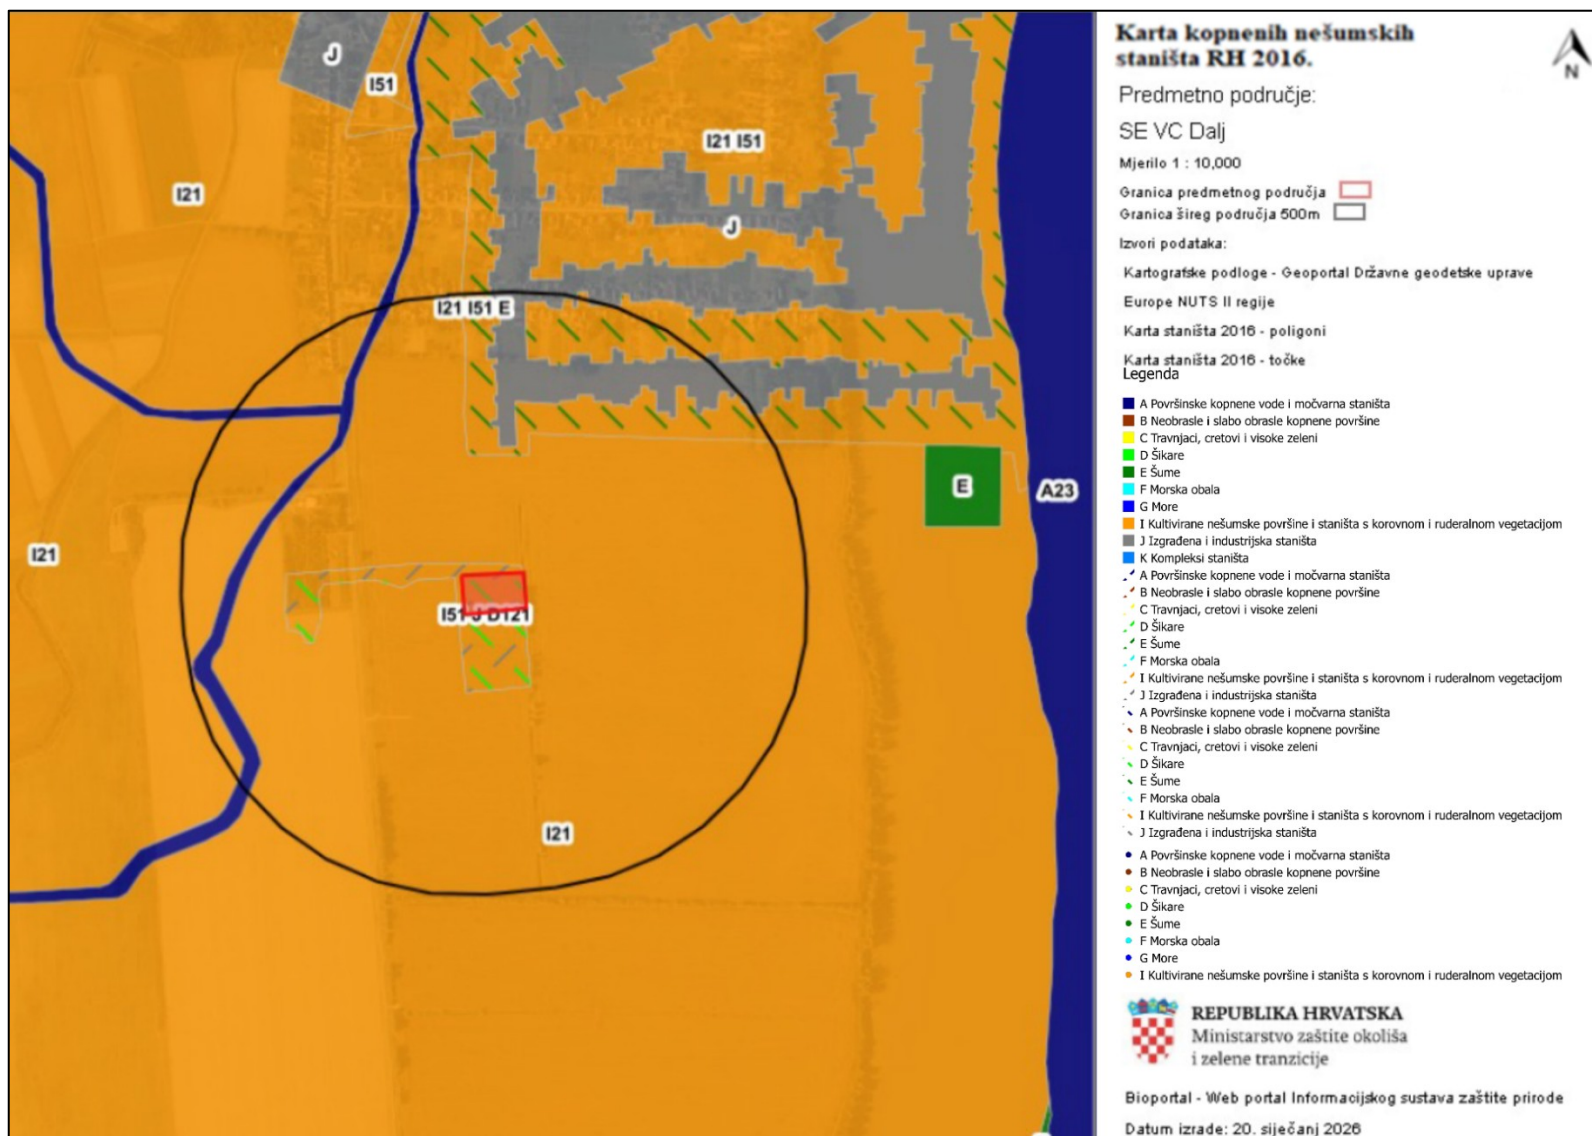 J
I51
I21
I21 I51
J
I21 I51 E
E
A23
I21
I51 J D121
I21
Karta kopnenih nešumskih
staništa RH 2016.
N
Predmetno područje:
SE VC Dalj
Mjerilo 1 : 10,000
Granica predmetnog područja
Granica šireg područja 500m
Izvori podataka:
Kartografske podloge - Geoportal Državne geodetske uprave
Europe NUTS II regije
Karta staništa 2016 - poligoni
Karta staništa 2016 - točke
Legenda
A Površinske kopnene vode i močvarna staništa
B Neobrasle i slabo obrasle kopnene površine
C Travnjaci, cretovi i visoke zeleni
D Šikare
E Šume
F Morska obala
G More
I Kultivirane nešumske površine i staništa s korovnom i ruderalnom vegetacijom
J Izgrađena i industrijska staništa
K Kompleksi staništa
A Površinske kopnene vode i močvarna staništa
B Neobrasle i slabo obrasle kopnene površine
C Travnjaci, cretovi i visoke zeleni
D Šikare
E Šume
F Morska obala
I Kultivirane nešumske površine i staništa s korovnom i ruderalnom vegetacijom
J Izgrađena i industrijska staništa
A Površinske kopnene vode i močvarna staništa
B Neobrasle i slabo obrasle kopnene površine
C Travnjaci, cretovi i visoke zeleni
D Šikare
E Šume
F Morska obala
I Kultivirane nešumske površine i staništa s korovnom i ruderalnom vegetacijom
J Izgrađena i industrijska staništa
A Površinske kopnene vode i močvarna staništa
B Neobrasle i slabo obrasle kopnene površine
C Travnjaci, cretovi i visoke zeleni
D Šikare
E Šume
F Morska obala
G More
I Kultivirane nešumske površine i staništa s korovnom i ruderalnom vegetacijom
REPUBLIKA HRVATSKA
Ministarstvo zaštite okoliša
i zelene tranzicije
Bioportal - Web portal Informacijskog sustava zaštite prirode
Datum izrade: 20. siječanj 2026